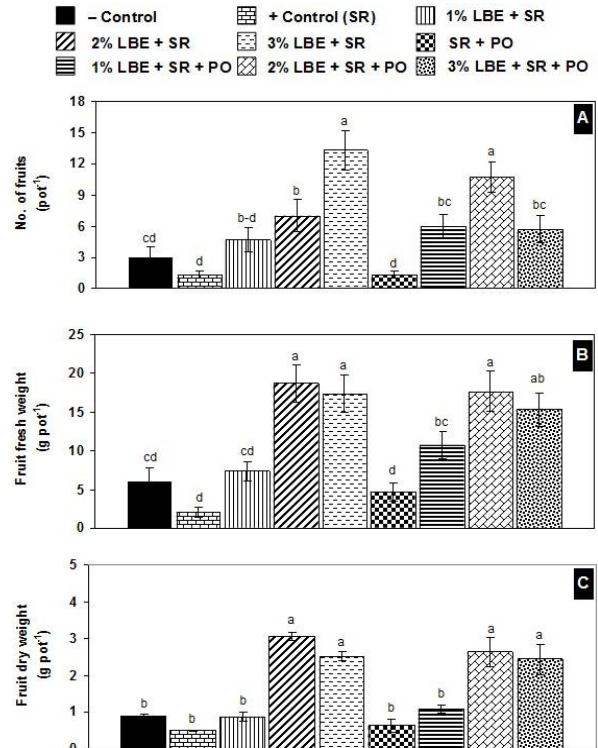 – Control + Control (SR) 1% LBE + SR
2% LBE + SR 3% LBE + SR SR + PO
1% LBE + SR + PO 2% LBE + SR + PO 3% LBE + SR + PO
A
No. of fruits
(pot⁻¹)
18
15
12
9
6
3
0
cd d b-d b a d bc a bc
B
Fruit fresh weight
(g pot⁻¹)
25
20
15
10
5
0
cd d cd a a d bc a ab
C
Fruit dry weight
(g pot⁻¹)
5
4
3
2
1
0
b b b a a b b a a